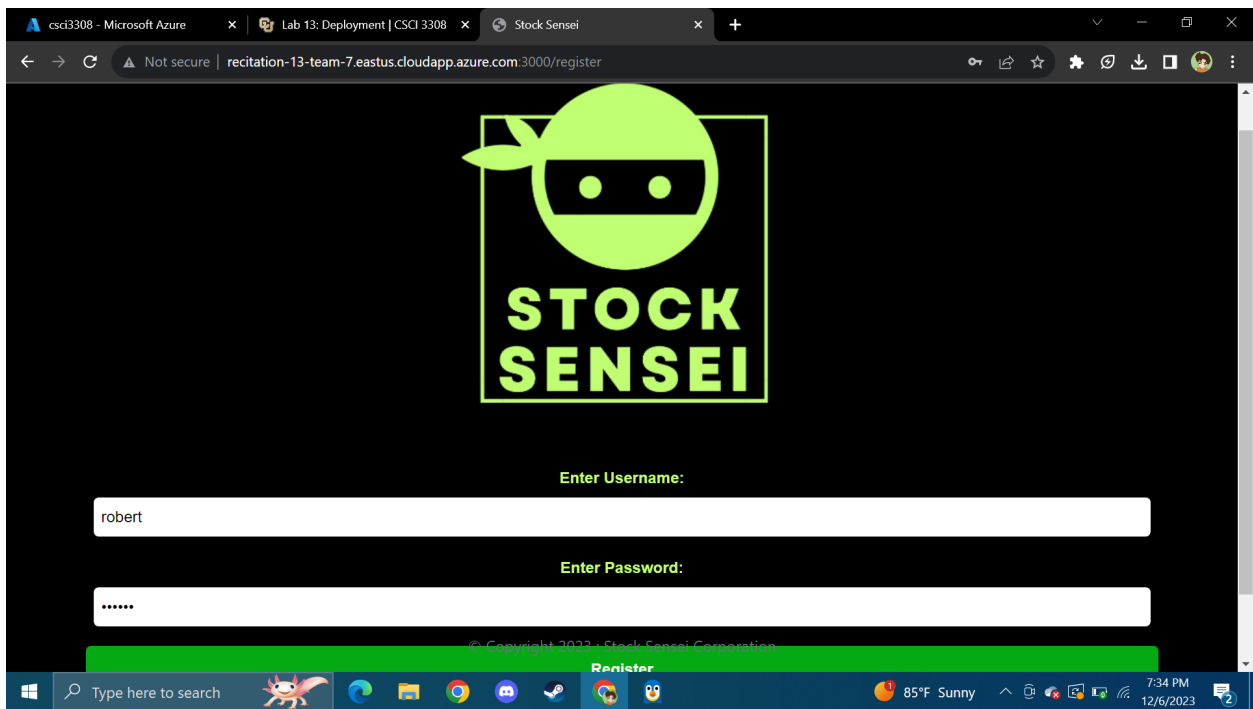 csci3308 - Microsoft Azure
Lab 13: Deployment | CSCI 3308
Stock Sensei
Not secure | recitation-13-team-7.eastus.cloudapp.azure.com:3000/register
STOCK
SENSEI
Enter Username:
robert
Enter Password:
••••••
© Copyright 2023 : Stock Sensei Corporation
Register
Type here to search
1
85°F Sunny
7:34 PM
12/6/2023
2